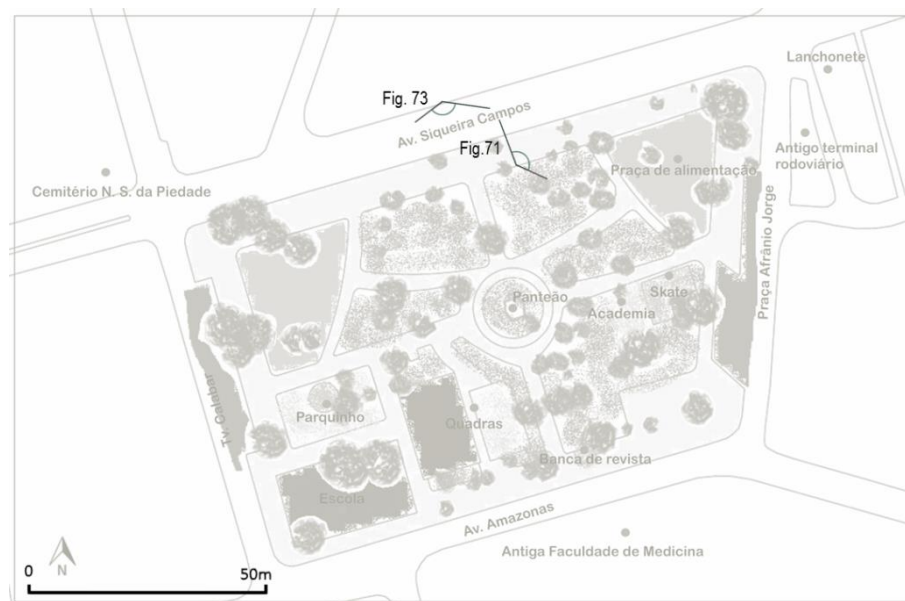 Lanchonete
Fig. 73
Av. Siqueira Campos
Fig.71
Antigo terminal
rodoviário
Praça de alimentação
Cemitério N. S. da Piedade
Praça Afrânio Jorge
Skate
Panteão
Academia
Tv. Calabar
Parquinho
Quadras
Banca de revista
Escola
Av. Amazonas
Antiga Faculdade de Medicina
N
0
50m